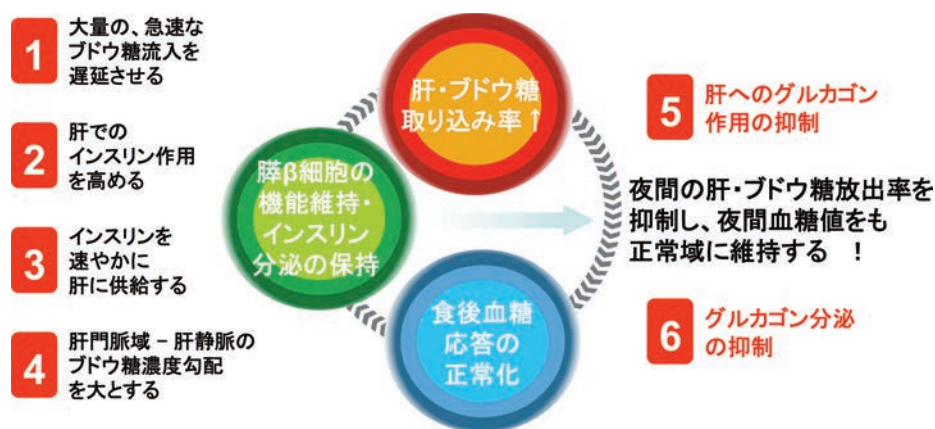 1
大量の、急速な
ブドウ糖流入を
遅延させる
2
肝での
インスリン作用
を高める
3
インスリンを
速やかに
肝に供給する
4
肝門脈域 – 肝静脈の
ブドウ糖濃度勾配
を大とする
肝・ブドウ糖
取り込み率↑
膵β細胞の
機能維持・
インスリン
分泌の保持
食後血糖
応答の
正常化
5
肝へのグルカゴン
作用の抑制
夜間の肝・ブドウ糖放出率を
抑制し、夜間血糖値をも
正常域に維持する !
6
グルカゴン分泌
の抑制